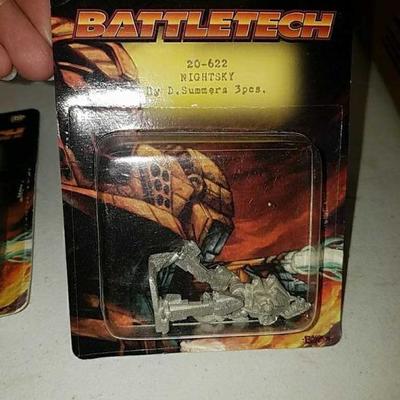 BATTLETECH
20-622
NIGHTSKY
By D.Summers 3pcs.